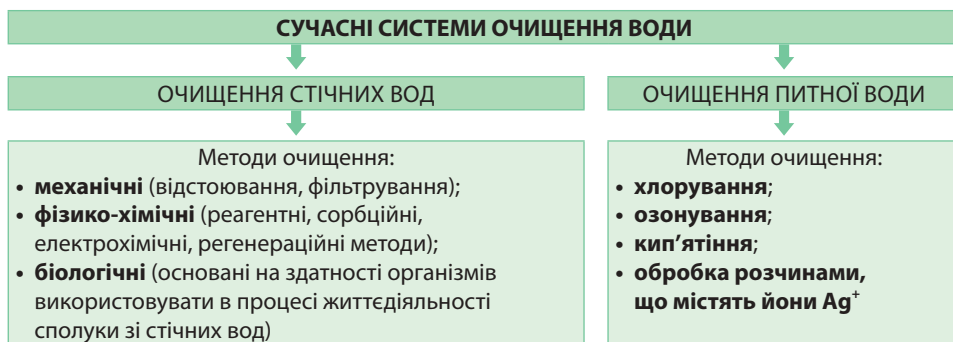 СУЧАСНІ СИСТЕМИ ОЧИЩЕННЯ ВОДИ
ОЧИЩЕННЯ СТІЧНИХ ВОД
Методи очищення:
• механічні (відстоювання, фільтрування);
• фізико-хімічні (реагентні, сорбційні,
електрохімічні, регенераційні методи);
• біологічні (основані на здатності організмів
використовувати в процесі життєдіяльності
сполуки зі стічних вод)
ОЧИЩЕННЯ ПИТНОЇ ВОДИ
Методи очищення:
• хлорування;
• озонування;
• кип’ятіння;
• обробка розчинами,
що містять йони Ag⁺